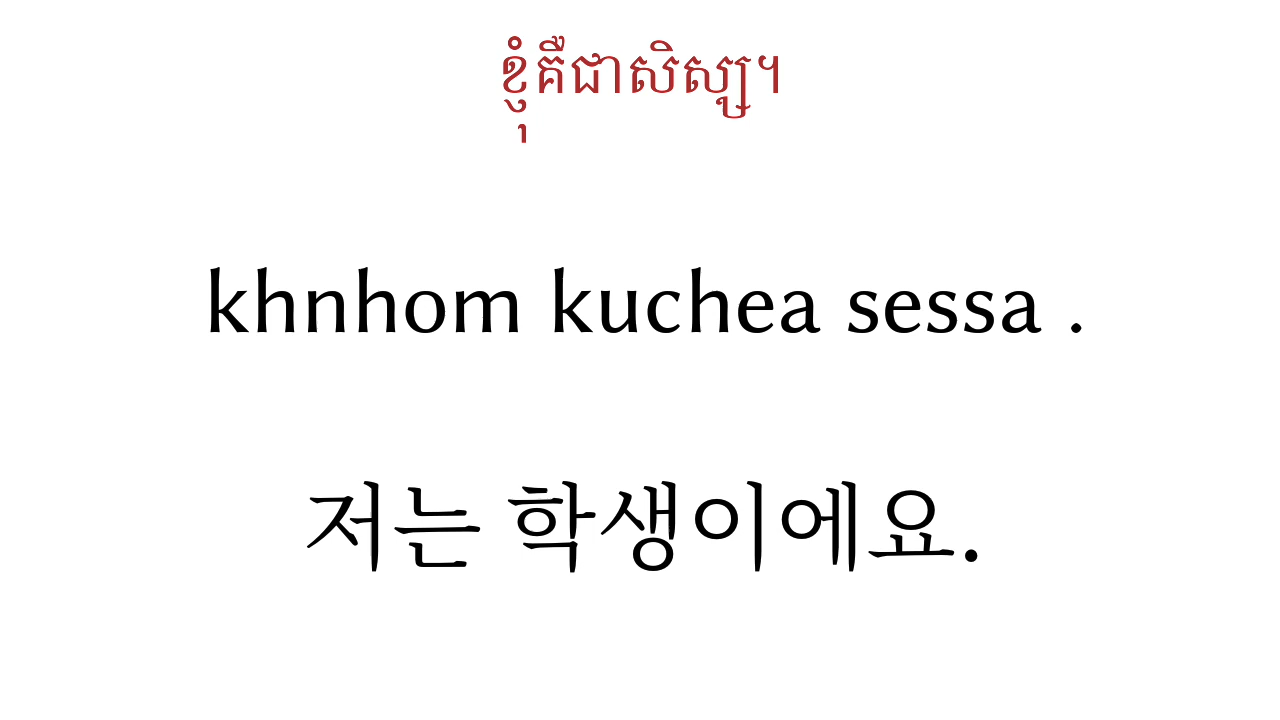 ខ្ញុំគឺជាសិស្ស។
khnhom kuchea sessa .
저는 학생이에요.